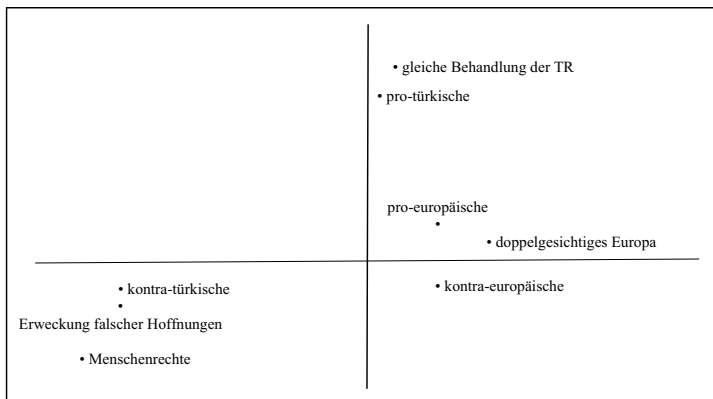 • gleiche Behandlung der TR
• pro-türkische
pro-europäische
•
• doppelgesichtiges Europa
• kontra-türkische
• kontra-europäische
•
Erweckung falscher Hoffnungen
• Menschenrechte